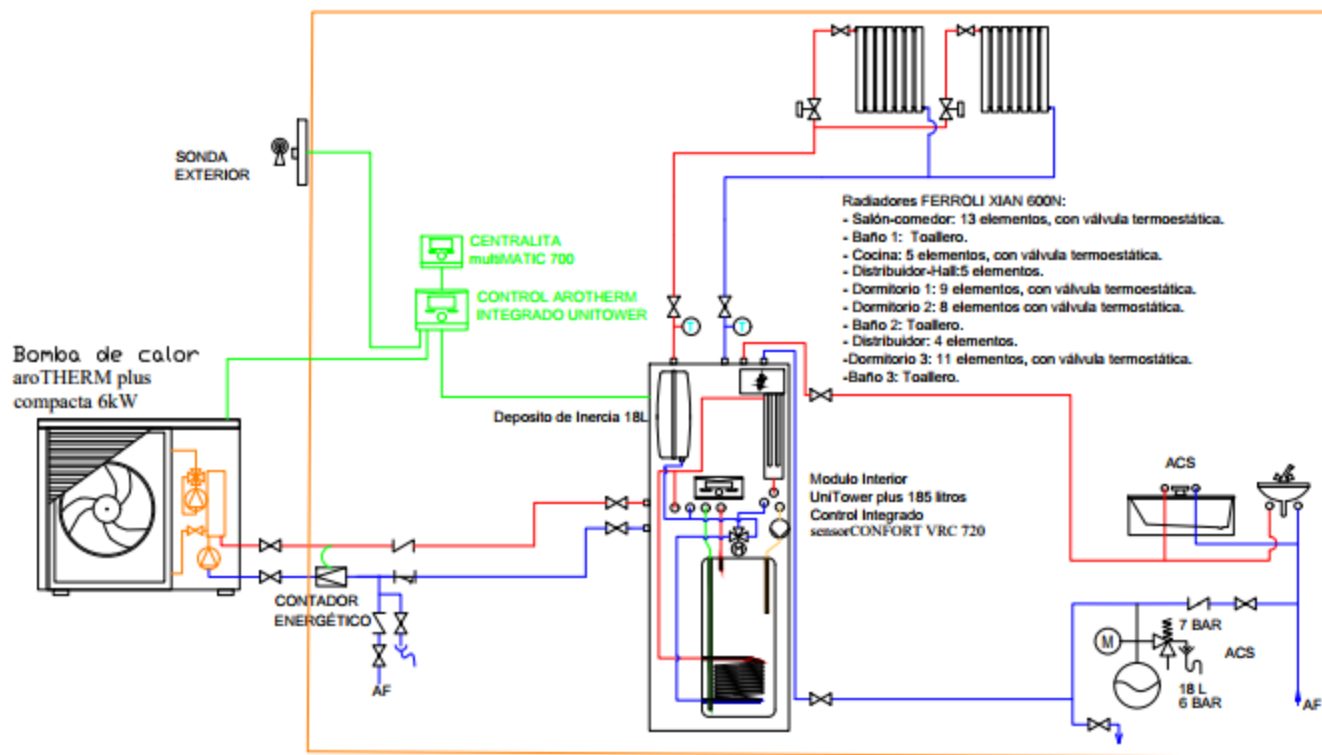 SONDA
EXTERIOR
CENTRALITA
multiMATIC 700
CONTROL AROTHERM
INTEGRADO UNITOWER
Bomba de calor
aroTHERM plus
compacta 6kW
Radiadores FERROLI XIAN 600N:
- Salón-comedor: 13 elementos, con válvula termoestática.
- Baño 1: Toallero.
- Cocina: 5 elementos, con válvula termoestática.
- Distribuidor-Hall:5 elementos.
- Dormitorio 1: 9 elementos, con válvula termoestática.
- Dormitorio 2: 8 elementos con válvula termostática.
- Baño 2: Toallero.
- Distribuidor: 4 elementos.
-Dormitorio 3: 11 elementos, con válvula termostática.
-Baño 3: Toallero.
T
T
Deposito de Inercia 18L
Modulo Interior
UniTower plus 185 litros
Control Integrado
sensorCONFORT VRC 720
M
ACS
CONTADOR
ENERGÉTICO
AF
7 BAR
M
ACS
18 L
6 BAR
AF